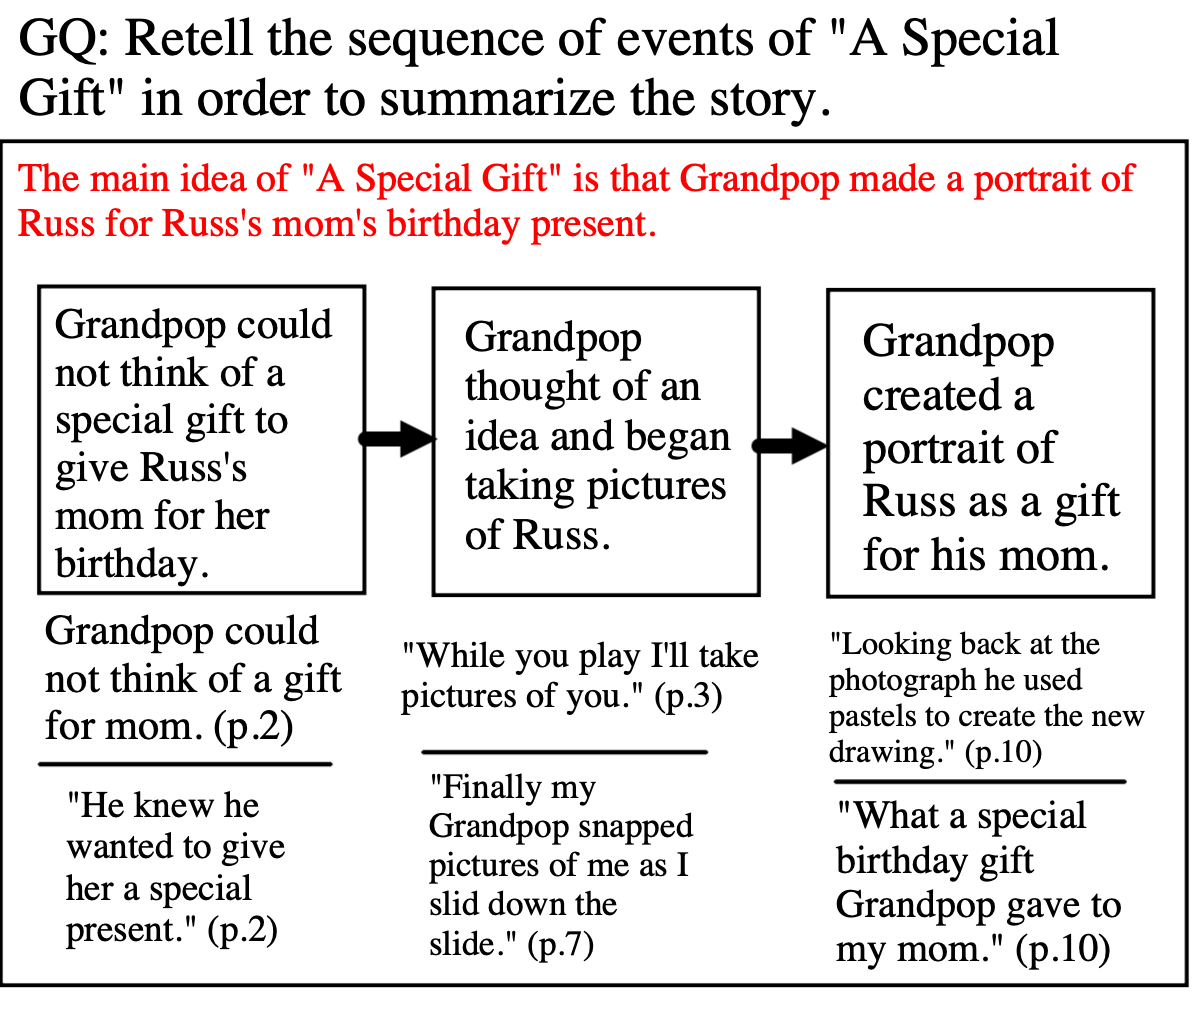 GQ: Retell the sequence of events of "A Special
Gift" in order to summarize the story.
The main idea of "A Special Gift" is that Grandpop made a portrait of
Russ for Russ's mom's birthday present.
Grandpop could
not think of a
special gift to
give Russ's
mom for her
birthday.
Grandpop
thought of an
idea and began
taking pictures
of Russ.
Grandpop
created a
portrait of
Russ as a gift
for his mom.
Grandpop could
not think of a gift
for mom. (p.2)
"He knew he
wanted to give
her a special
present." (p.2)
"While you play I'll take
pictures of you." (p.3)
"Finally my
Grandpop snapped
pictures of me as I
slid down the
slide." (p.7)
"Looking back at the
photograph he used
pastels to create the new
drawing." (p.10)
"What a special
birthday gift
Grandpop gave to
my mom." (p.10)